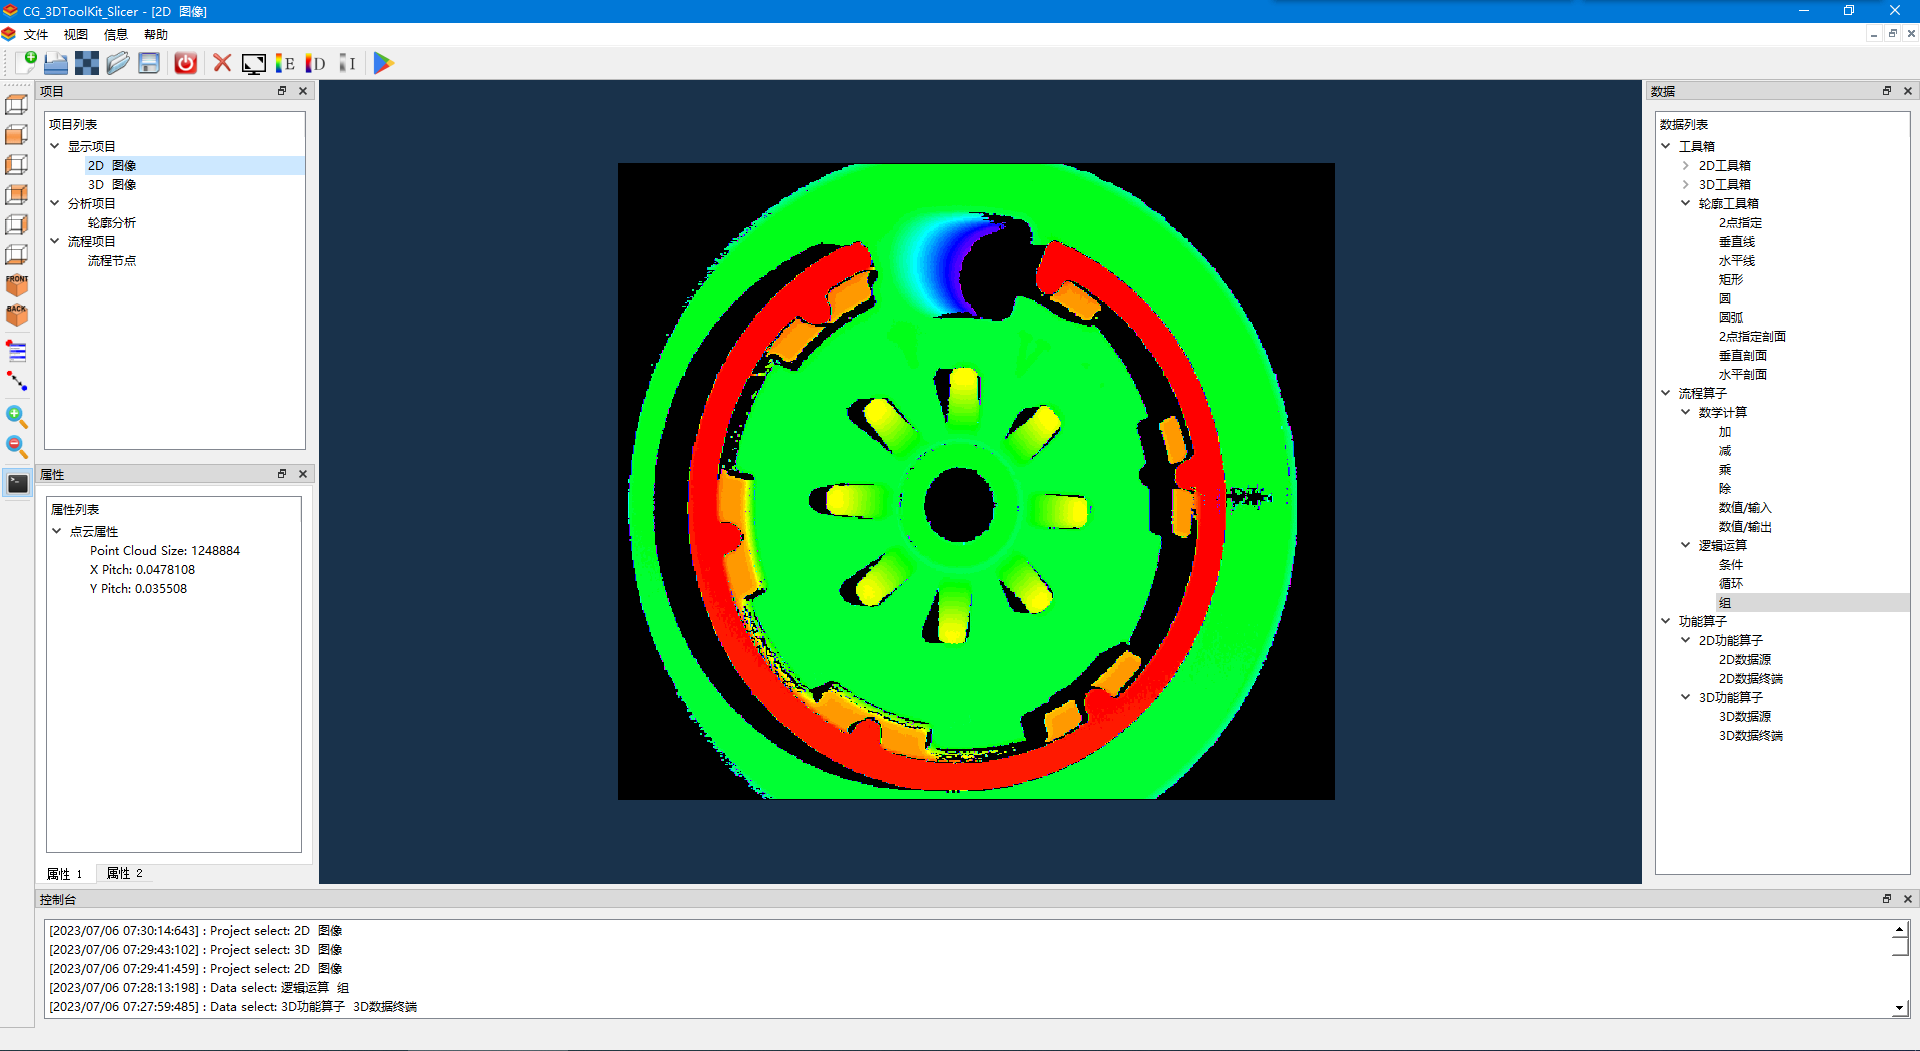 CG_3DToolKit_Slicer - [2D 图像]
文件 视图 信息 帮助
E D I
项目
项目列表
显示项目
2D 图像
3D 图像
分析项目
轮廓分析
流程项目
流程节点
FRONT
BACK
属性
属性列表
点云属性
Point Cloud Size: 1248884
X Pitch: 0.0478108
Y Pitch: 0.035508
属性 1 属性 2
数据
数据列表
工具箱
2D工具箱
3D工具箱
轮廓工具箱
2点指定
垂直线
水平线
矩形
圆
圆弧
2点指定剖面
垂直剖面
水平剖面
流程算子
数学计算
加
减
乘
除
数值/输入
数值/输出
逻辑运算
条件
循环
组
功能算子
2D功能算子
2D数据源
2D数据终端
3D功能算子
3D数据源
3D数据终端
控制台
[2023/07/06 07:30:14:643] : Project select: 2D 图像
[2023/07/06 07:29:43:102] : Project select: 3D 图像
[2023/07/06 07:29:41:459] : Project select: 2D 图像
[2023/07/06 07:28:13:198] : Data select: 逻辑运算 组
[2023/07/06 07:27:59:485] : Data select: 3D功能算子 3D数据终端